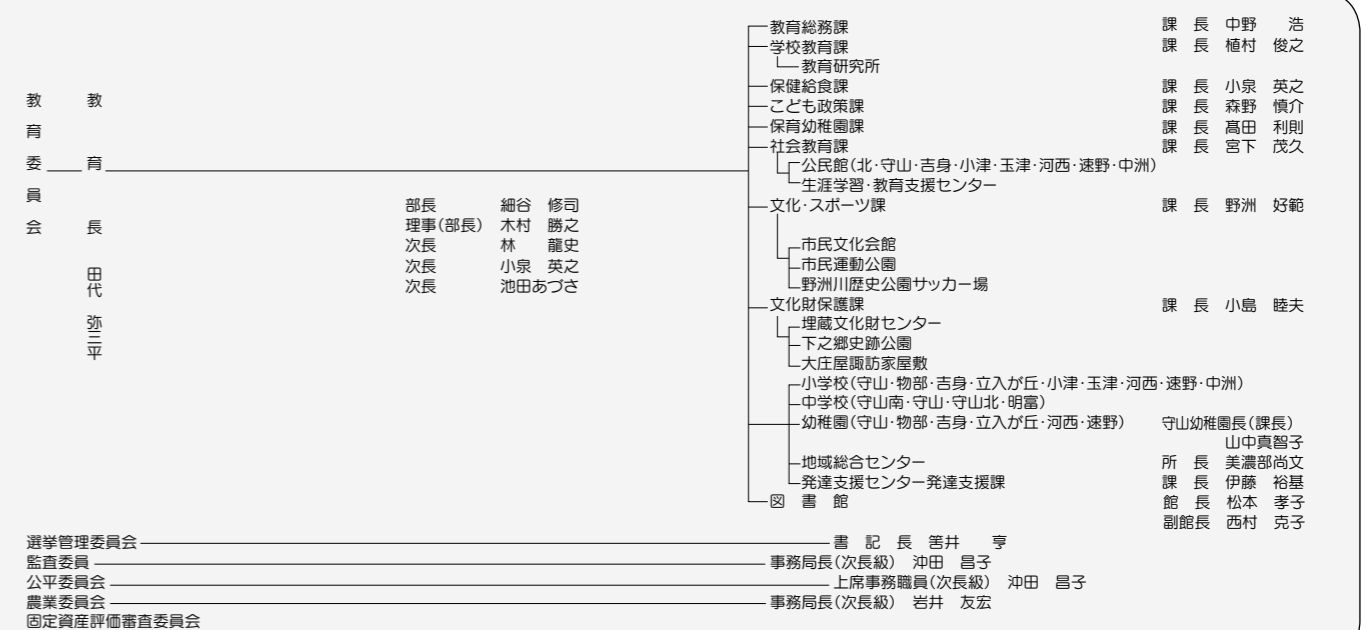 教育委員会
教育長 田代 弥三平
部長 細谷 修司
理事(部長) 木村 勝之
次長 林 龍史
次長 小泉 英之
次長 池田あづさ
教育総務課 課長 中野 浩
学校教育課 課長 植村 俊之
教育研究所
保健給食課 課長 小泉 英之
こども政策課 課長 森野 慎介
保育幼稚園課 課長 髙田 利則
社会教育課 課長 宮下 茂久
公民館(北・守山・吉身・小津・玉津・河西・速野・中洲)
生涯学習・教育支援センター
文化・スポーツ課 課長 野洲 好範
市民文化会館
市民運動公園
野洲川歴史公園サッカー場
文化財保護課 課長 小島 睦夫
埋蔵文化財センター
下之郷史跡公園
大庄屋諏訪家屋敷
小学校(守山・物部・吉身・立入が丘・小津・玉津・河西・速野・中洲)
中学校(守山南・守山・守山北・明富)
幼稚園(守山・物部・吉身・立入が丘・河西・速野) 守山幼稚園長(課長)
山中真智子
地域総合センター 所長 美濃部尚文
発達支援センター発達支援課 課長 伊藤 裕基
図書館 館長 松本 孝子
副館長 西村 克子
選挙管理委員会 書記長 筈井 亨
監査委員 事務局長(次長級) 沖田 昌子
公平委員会 上席事務職員(次長級) 沖田 昌子
農業委員会 事務局長(次長級) 岩井 友宏
固定資産評価審査委員会